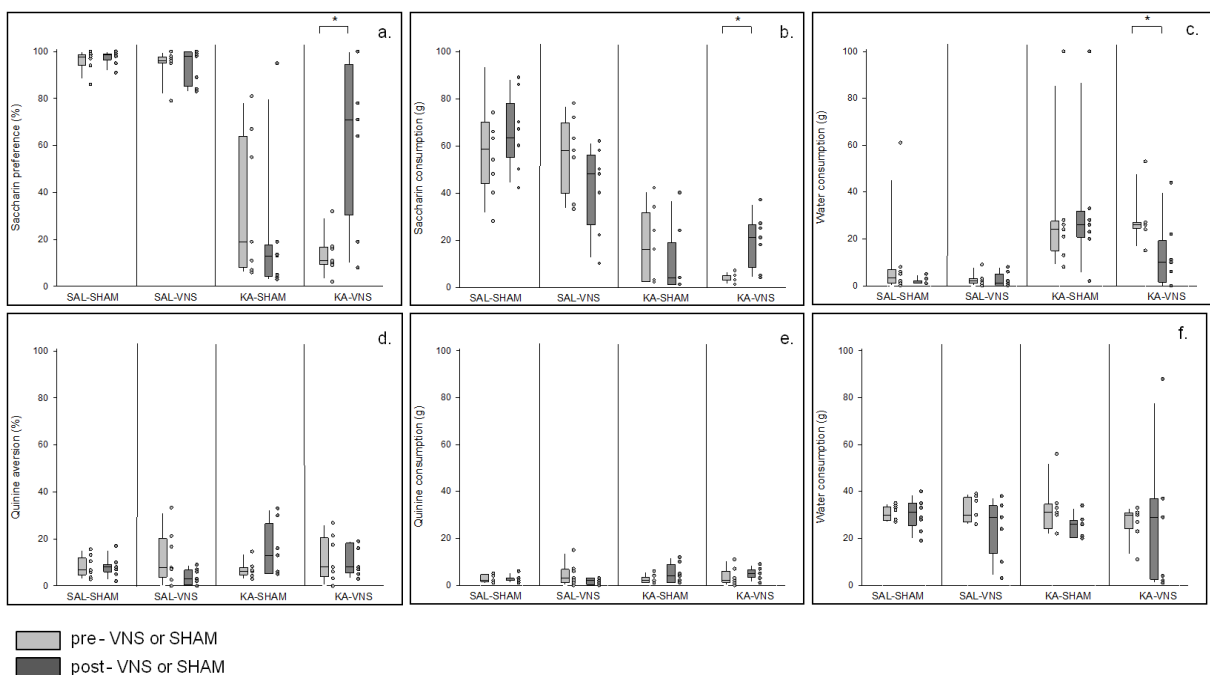 *
a.
Saccharin preference (%)
100
80
60
40
20
0
SAL-SHAM SAL-VNS KA-SHAM KA-VNS
*
b.
Saccharin consumption (g)
100
80
60
40
20
0
SAL-SHAM SAL-VNS KA-SHAM KA-VNS
*
c.
Water consumption (g)
100
80
60
40
20
0
SAL-SHAM SAL-VNS KA-SHAM KA-VNS
d.
Quinine aversion (%)
100
80
60
40
20
0
SAL-SHAM SAL-VNS KA-SHAM KA-VNS
e.
Quinine consumption (g)
100
80
60
40
20
0
SAL-SHAM SAL-VNS KA-SHAM KA-VNS
f.
Water consumption (g)
100
80
60
40
20
0
SAL-SHAM SAL-VNS KA-SHAM KA-VNS
pre- VNS or SHAM
post- VNS or SHAM